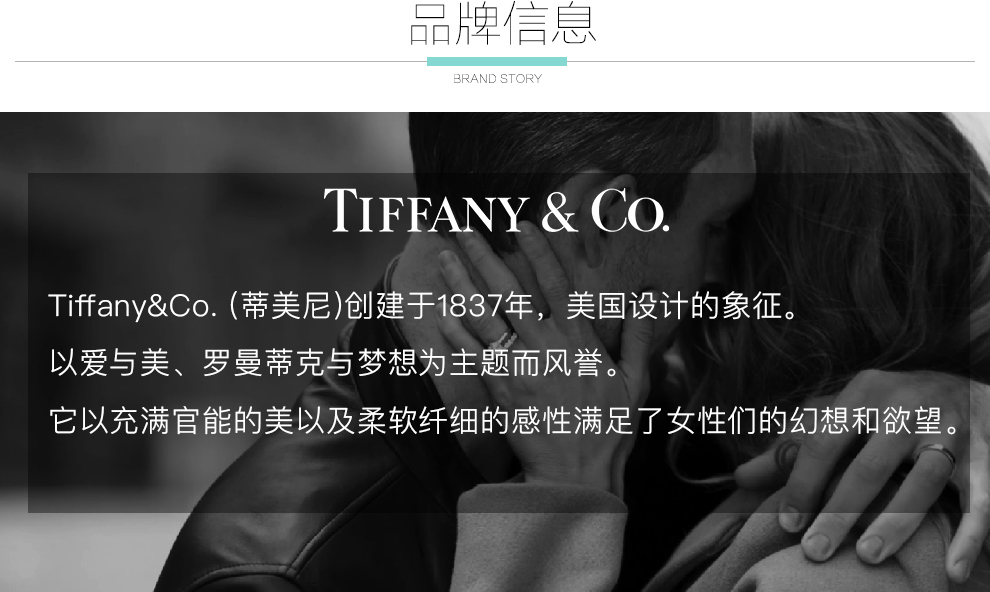 品牌信息
BRAND STORY
TIFFANY & CO.
Tiffany&Co. (蒂美尼)创建于1837年，美国设计的象征。
以爱与美、罗曼蒂克与梦想为主题而风誉。
它以充满官能的美以及柔软纤细的感性满足了女性们的幻想和欲望。